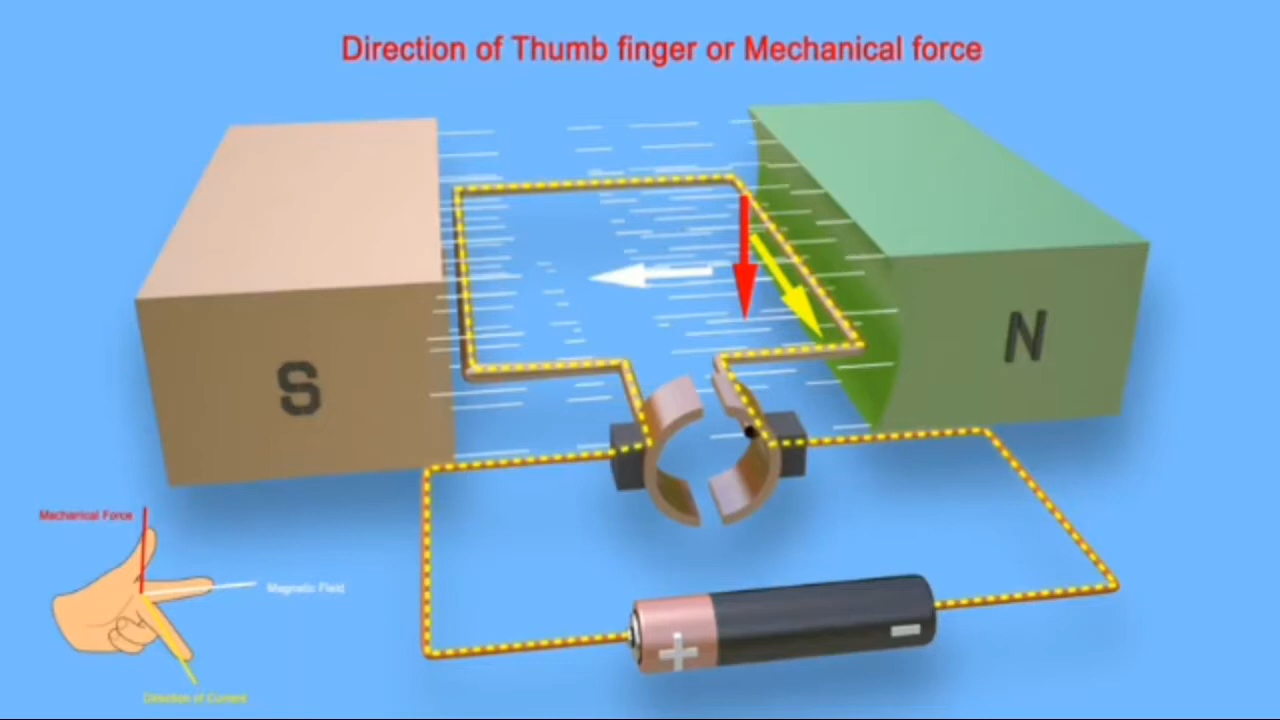 Direction of Thumb finger or Mechanical force
S
N
Mechanical Force
Magnetic Field
Direction of Current
+
-